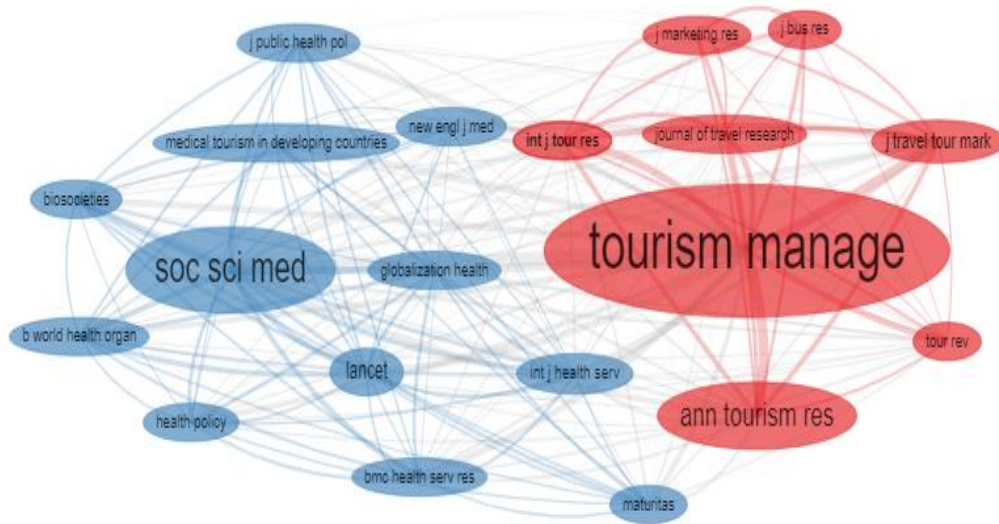 j public health pol
j marketing res
j bus res
medical tourism in developing countries
new engl j med
int j tour res
journal of travel research
j travel tour mark
biosocieties
soc sci med
globalization health
tourism manage
b world health organ
lancet
int j health serv
tour rev
health policy
ann tourism res
bmc health serv res
maturitas